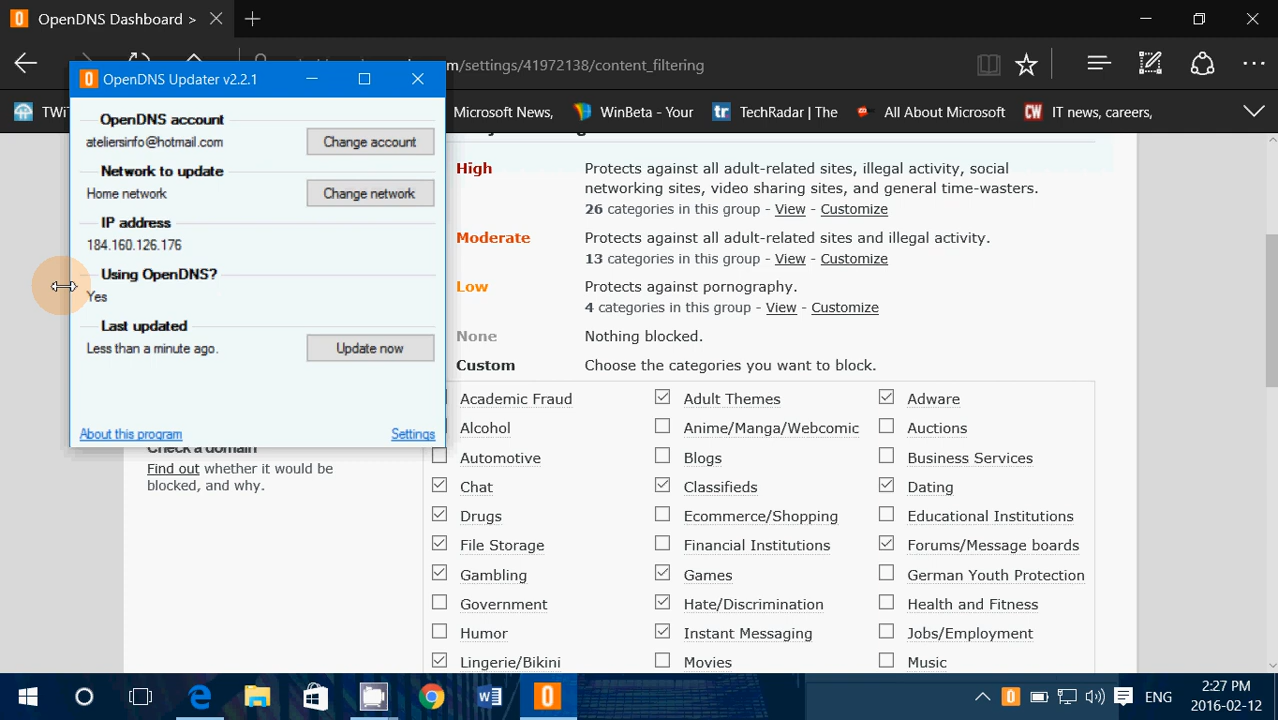 OpenDNS Dashboard >
m/settings/41972138/content_filtering
OpenDNS Updater v2.2.1
Microsoft News,
WinBeta - Your
tr
TechRadar | The
All About Microsoft
CW
IT news, careers,
OpenDNS account
ateliersinfo@hotmail.com
Change account
Network to update
Home network
Change network
IP address
184.160.126.176
Using OpenDNS?
Yes
Last updated
Less than a minute ago.
Update now
About this program
Settings
High
Protects against all adult-related sites, illegal activity, social
networking sites, video sharing sites, and general time-wasters.
26 categories in this group - View - Customize
Moderate
Protects against all adult-related sites and illegal activity.
13 categories in this group - View - Customize
Low
Protects against pornography.
4 categories in this group - View - Customize
None
Nothing blocked.
Custom
Choose the categories you want to block.
Check a domain
Find out whether it would be
blocked, and why.
Academic Fraud
Adult Themes
Adware
Alcohol
Anime/Manga/Webcomic
Auctions
Automotive
Blogs
Business Services
Chat
Classifieds
Dating
Drugs
Ecommerce/Shopping
Educational Institutions
File Storage
Financial Institutions
Forums/Message boards
Gambling
Games
German Youth Protection
Government
Hate/Discrimination
Health and Fitness
Humor
Instant Messaging
Jobs/Employment
Lingerie/Bikini
Movies
Music
ENG
2:27 PM
2016-02-12